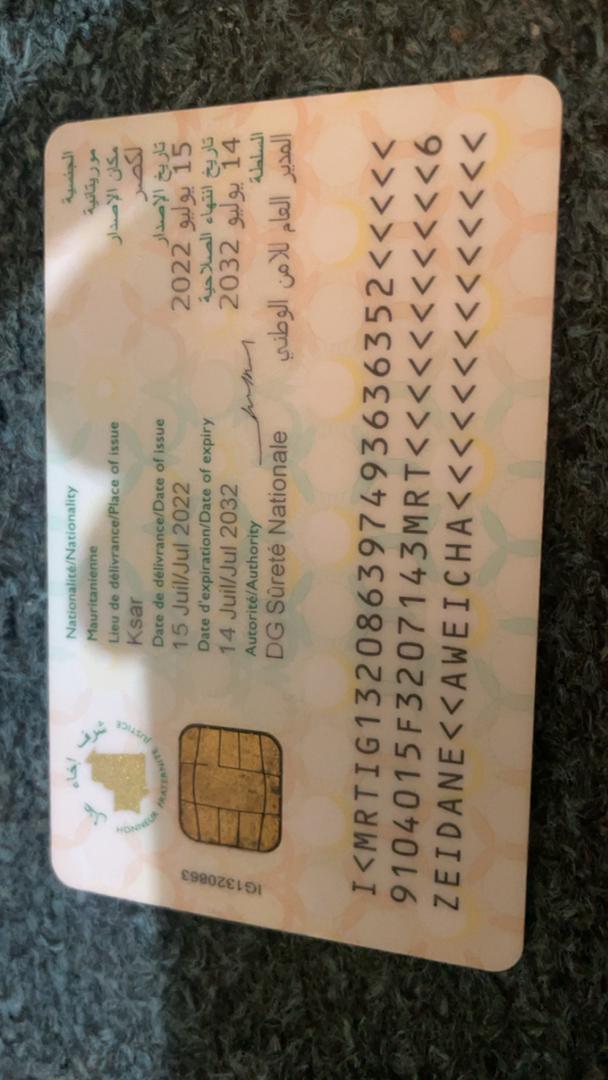 شرف إخاء عدل
HONNEUR FRATERNITÉ JUSTICE
IG1320863
Nationalité/Nationality
الجنسية
Mauritanienne
موريتانية
Lieu de délivrance/Place of issue
مكان الإصدار
Ksar
لكصر
Date de délivrance/Date of issue
تاريخ الإصدار
15 Juil/Jul 2022
15 يوليو 2022
Date d'expiration/Date of expiry
تاريخ انتهاء الصلاحية
14 Juil/Jul 2032
14 يوليو 2032
Autorité/Authority
السلطة
DG Sûreté Nationale
المدير العام للأمن الوطني
I<MRTIG132086397493636352<<<<<
9104015F3207143MRT<<<<<<<<<<<6
ZEIDANE<<AWEICHA<<<<<<<<<<<<<<